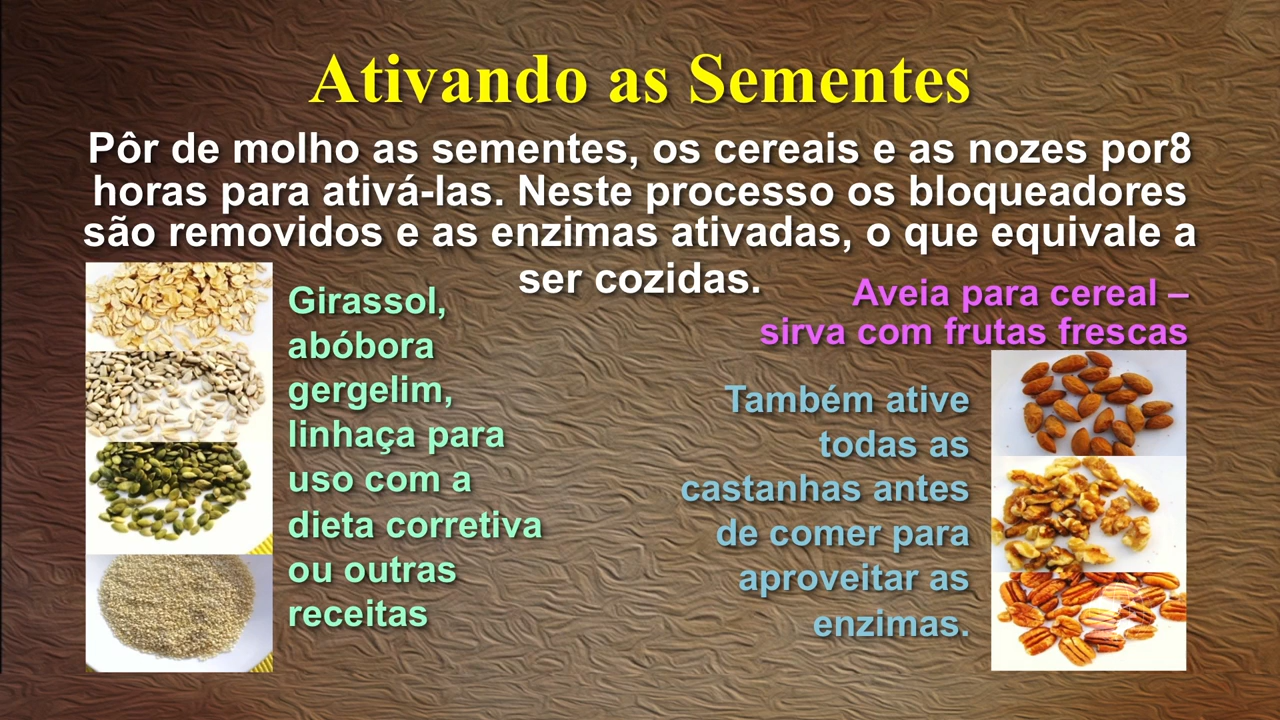 Ativando as Sementes
Pôr de molho as sementes, os cereais e as nozes por8
horas para ativá-las. Neste processo os bloqueadores
são removidos e as enzimas ativadas, o que equivale a
ser cozidas.
Girassol,
abóbora
gergelim,
linhaça para
uso com a
dieta corretiva
ou outras
receitas
Aveia para cereal –
sirva com frutas frescas
Também ative
todas as
castanhas antes
de comer para
aproveitar as
enzimas.